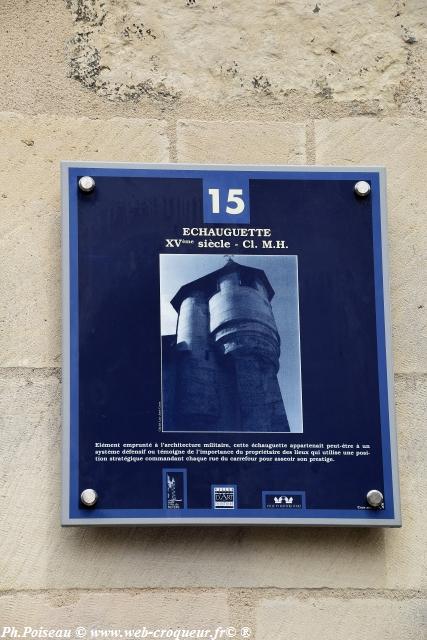 15
ECHAUGUETTE
XVème siècle - Cl. M.H.
Elément emprunté à l'architecture militaire, cette échauguette appartenait peut-être à un
système défensif ou témoigne de l'importance du propriétaire des lieux qui utilise une posi
tion stratégique commandant chaque rue du carrefour pour asseoir son prestige.
VILLES
D'ART
Ph.Poiseau © www.web-croqueur.fr ®